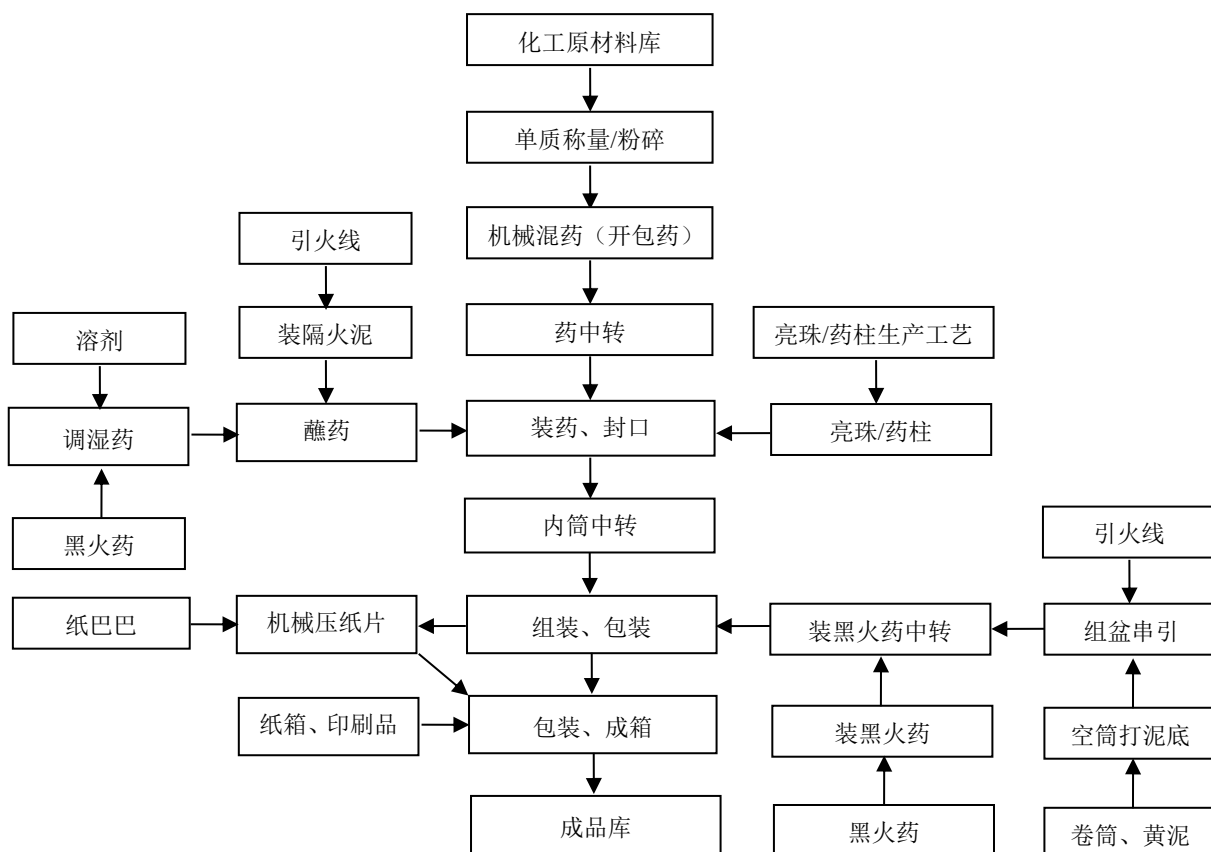 化工原材料库
单质称量/粉碎
引火线
机械混药（开包药）
溶剂
装隔火泥
药中转
亮珠/药柱生产工艺
调湿药
蘸药
装药、封口
亮珠/药柱
黑火药
内筒中转
引火线
纸巴巴
机械压纸片
组装、包装
装黑火药中转
组盆串引
纸箱、印刷品
包装、成箱
装黑火药
空筒打泥底
成品库
黑火药
卷筒、黄泥